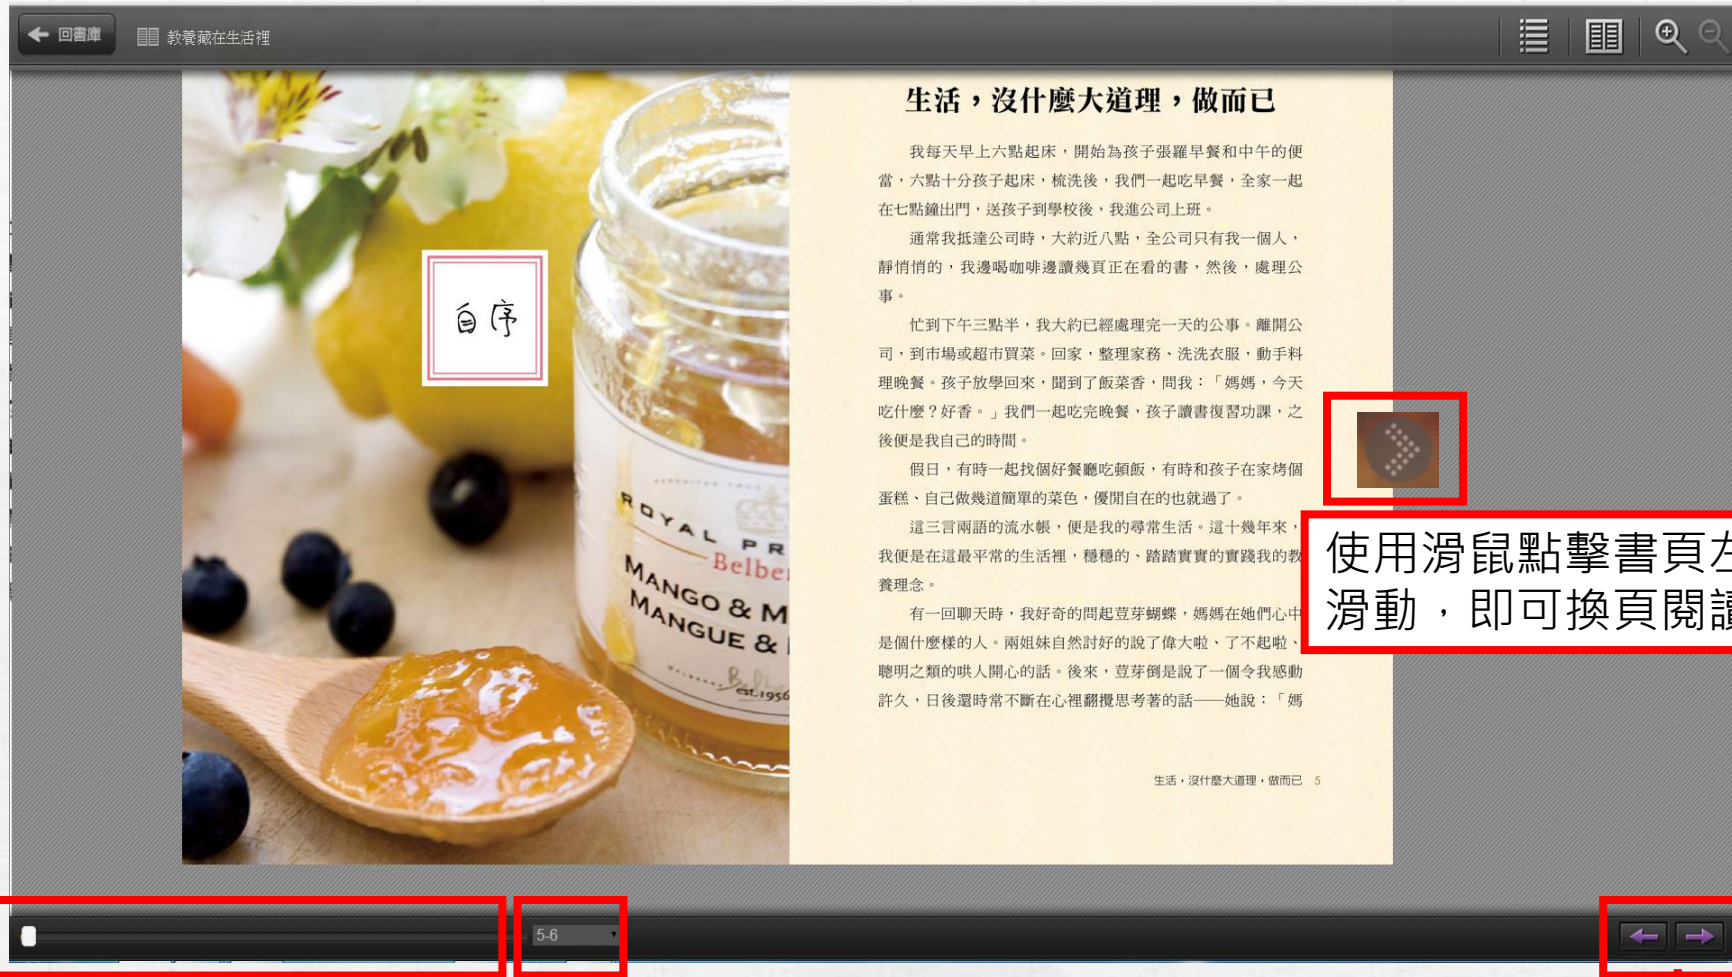 回書庫
教養藏在生活裡
自序
ROYAL PR
Belbe
MANGO & M
MANGUE &
est.1956
生活，沒什麼大道理，做而已
我每天早上六點起床，開始為孩子張羅早餐和中午的便
當，六點十分孩子起床，梳洗後，我們一起吃早餐，全家一起
在七點鐘出門，送孩子到學校後，我進公司上班。
通常我抵達公司時，大約近八點，全公司只有我一個人，
靜悄悄的，我邊喝咖啡邊讀幾頁正在看的書，然後，處理公
事。
忙到下午三點半，我大約已經處理完一天的公事。離開公
司，到市場或超市買菜。回家，整理家務、洗洗衣服，動手料
理晚餐。孩子放學回來，聞到了飯菜香，問我：「媽媽，今天
吃什麼？好香。」我們一起吃完晚餐，孩子讀書復習功課，之
後便是我自己的時間。
假日，有時一起找個好餐廳吃頓飯，有時和孩子在家烤個
蛋糕、自己做幾道簡單的菜色，優閒自在的也就過了。
這三言兩語的流水帳，便是我的尋常生活。這十幾年來，
我便是在這最平常的生活裡，穩穩的、踏踏實實的實踐我的教
養理念。
有一回聊天時，我好奇的問起荳芽蝴蝶，媽媽在她們心中
是個什麼樣的人。兩姐妹自然討好的說了偉大啦、了不起啦、
聰明之類的哄人開心的話。後來，荳芽倒是說了一個令我感動
許久，日後還時常不斷在心裡翻攪思考著的話——她說：「媽
生活，沒什麼大道理，做而已 5
使用滑鼠點擊書頁左
滑動，即可換頁閱讀
5-6